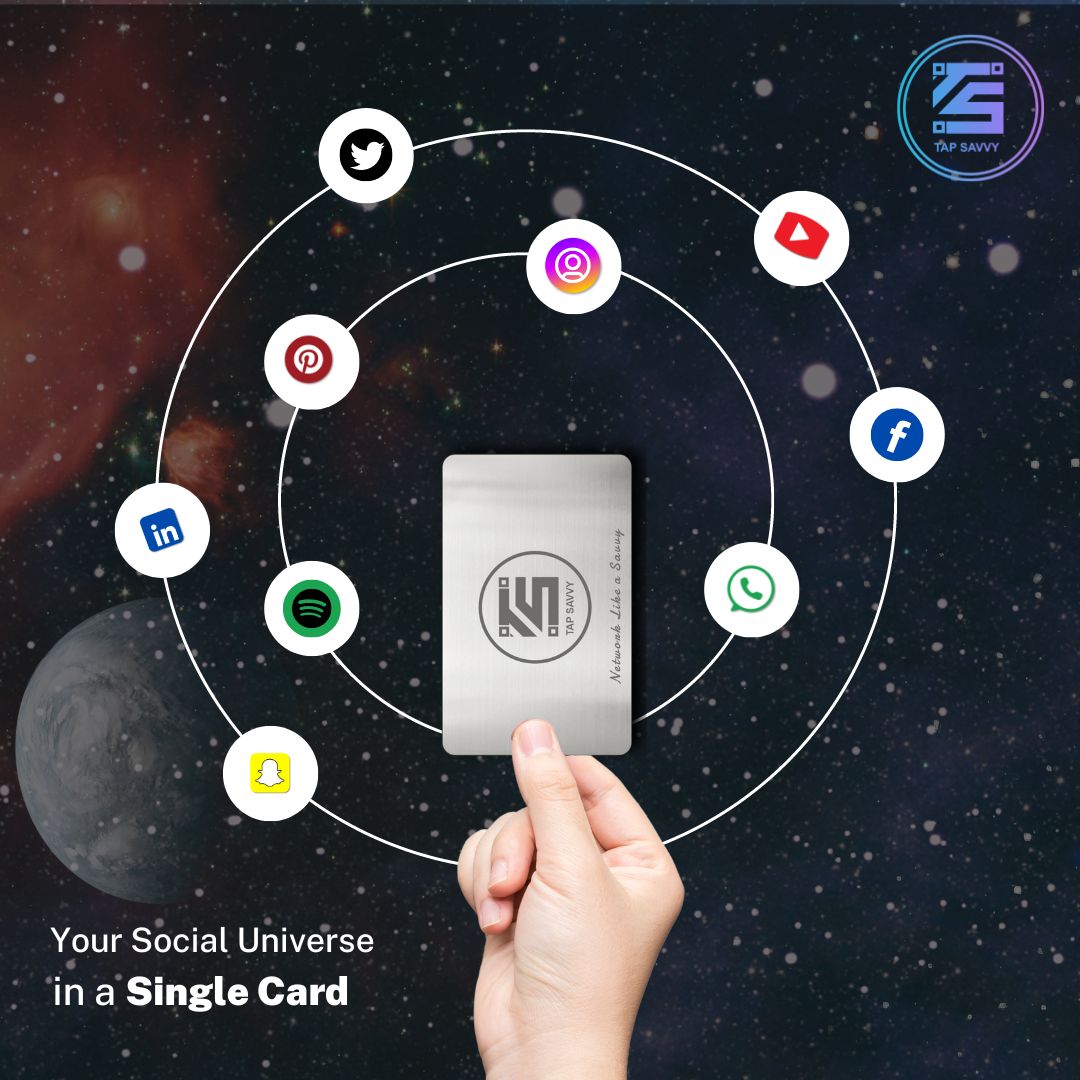 TAP SAVVY
in
TAP SAVVY
Network Like a Savvy
Your Social Universe
in a Single Card